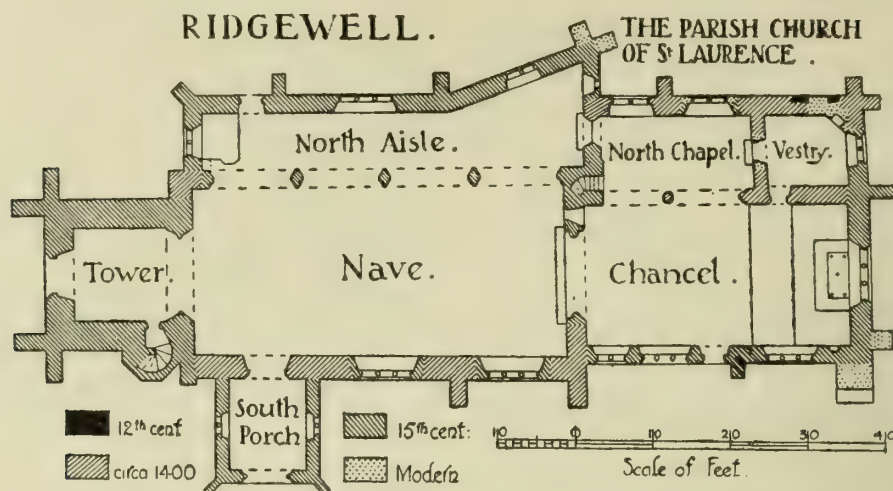 RIDGEWELL.
THE PARISH CHURCH
OF St LAURENCE.
North Aisle.
North Chapel.
Vestry.
Tower.
Nave.
Chancel.
South
Porch
12th cent
circa 1400
15th cent:
Modern
10 0 10 20 30 40
Scale of Feet.